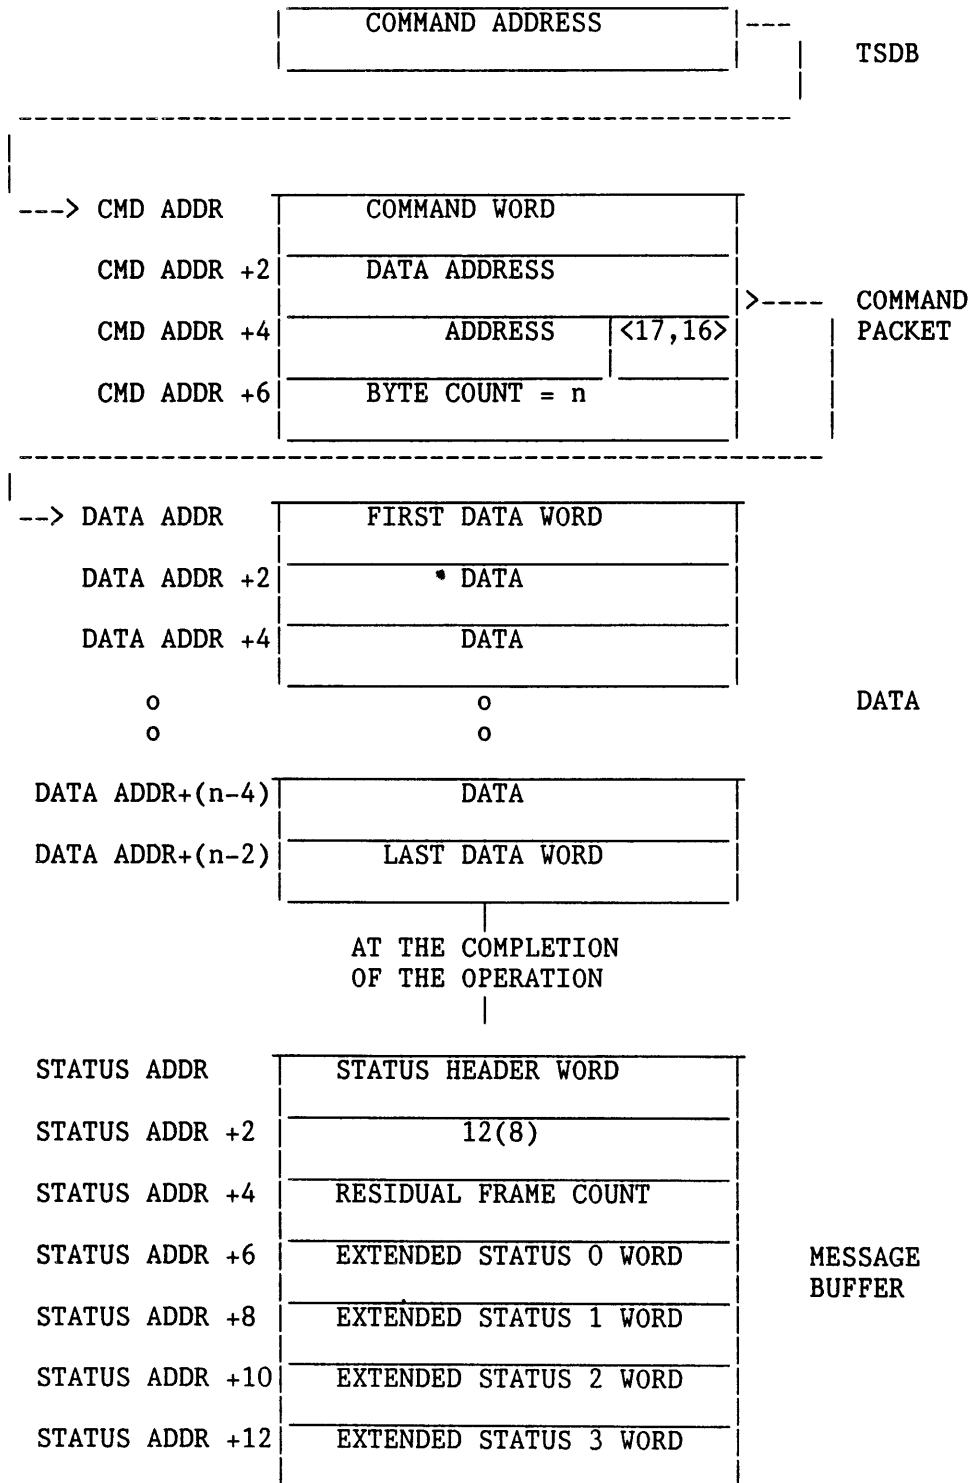 COMMAND ADDRESS
TSDB
---> CMD ADDR COMMAND WORD
CMD ADDR +2 DATA ADDRESS
>---- COMMAND
CMD ADDR +4 ADDRESS <17,16> PACKET
CMD ADDR +6 BYTE COUNT = n
--> DATA ADDR FIRST DATA WORD
DATA ADDR +2 DATA
DATA ADDR +4 DATA
o o DATA
o o
DATA ADDR+(n-4) DATA
DATA ADDR+(n-2) LAST DATA WORD
AT THE COMPLETION
OF THE OPERATION
STATUS ADDR STATUS HEADER WORD
STATUS ADDR +2 12(8)
STATUS ADDR +4 RESIDUAL FRAME COUNT
STATUS ADDR +6 EXTENDED STATUS 0 WORD MESSAGE
BUFFER
STATUS ADDR +8 EXTENDED STATUS 1 WORD
STATUS ADDR +10 EXTENDED STATUS 2 WORD
STATUS ADDR +12 EXTENDED STATUS 3 WORD